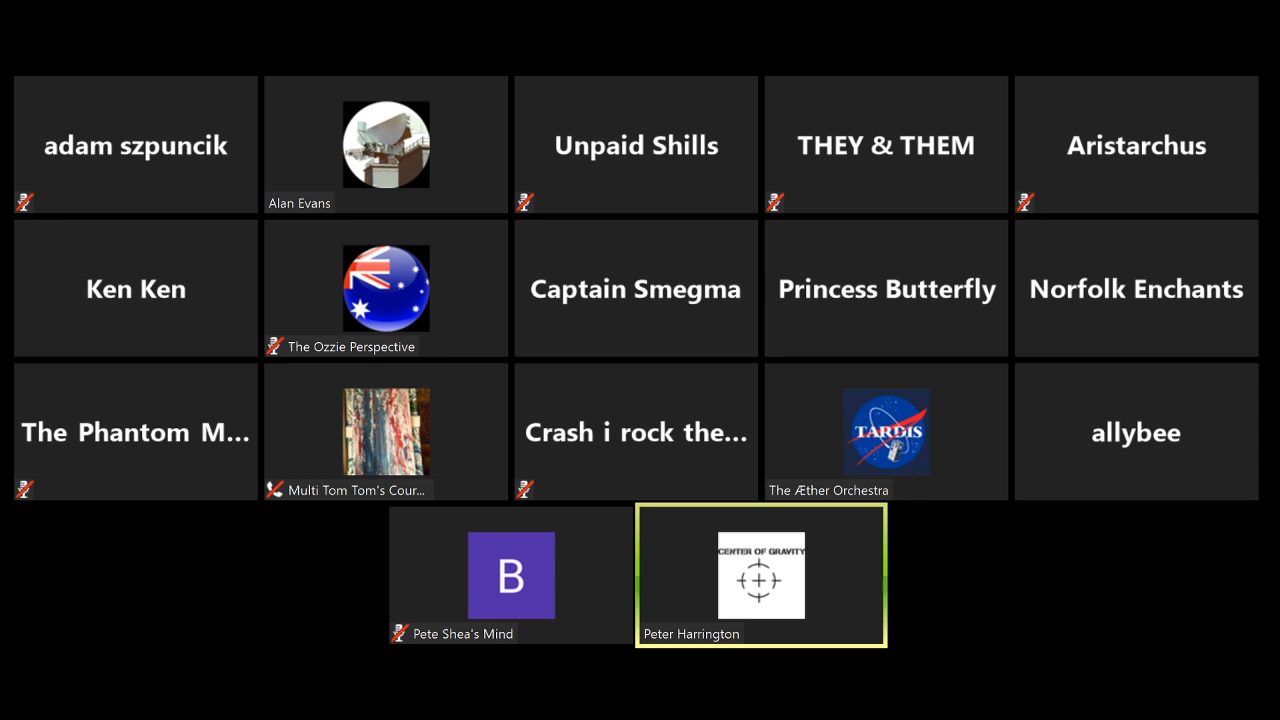 adam szpuncik
Alan Evans
Unpaid Shills
THEY & THEM
Aristarchus
Ken Ken
The Ozzie Perspective
Captain Smegma
Princess Butterfly
Norfolk Enchants
The Phantom M...
Multi Tom Tom's Cour...
Crash i rock the...
TARDIS
The Æther Orchestra
allybee
B
Pete Shea's Mind
CENTER OF GRAVITY
Peter Harrington